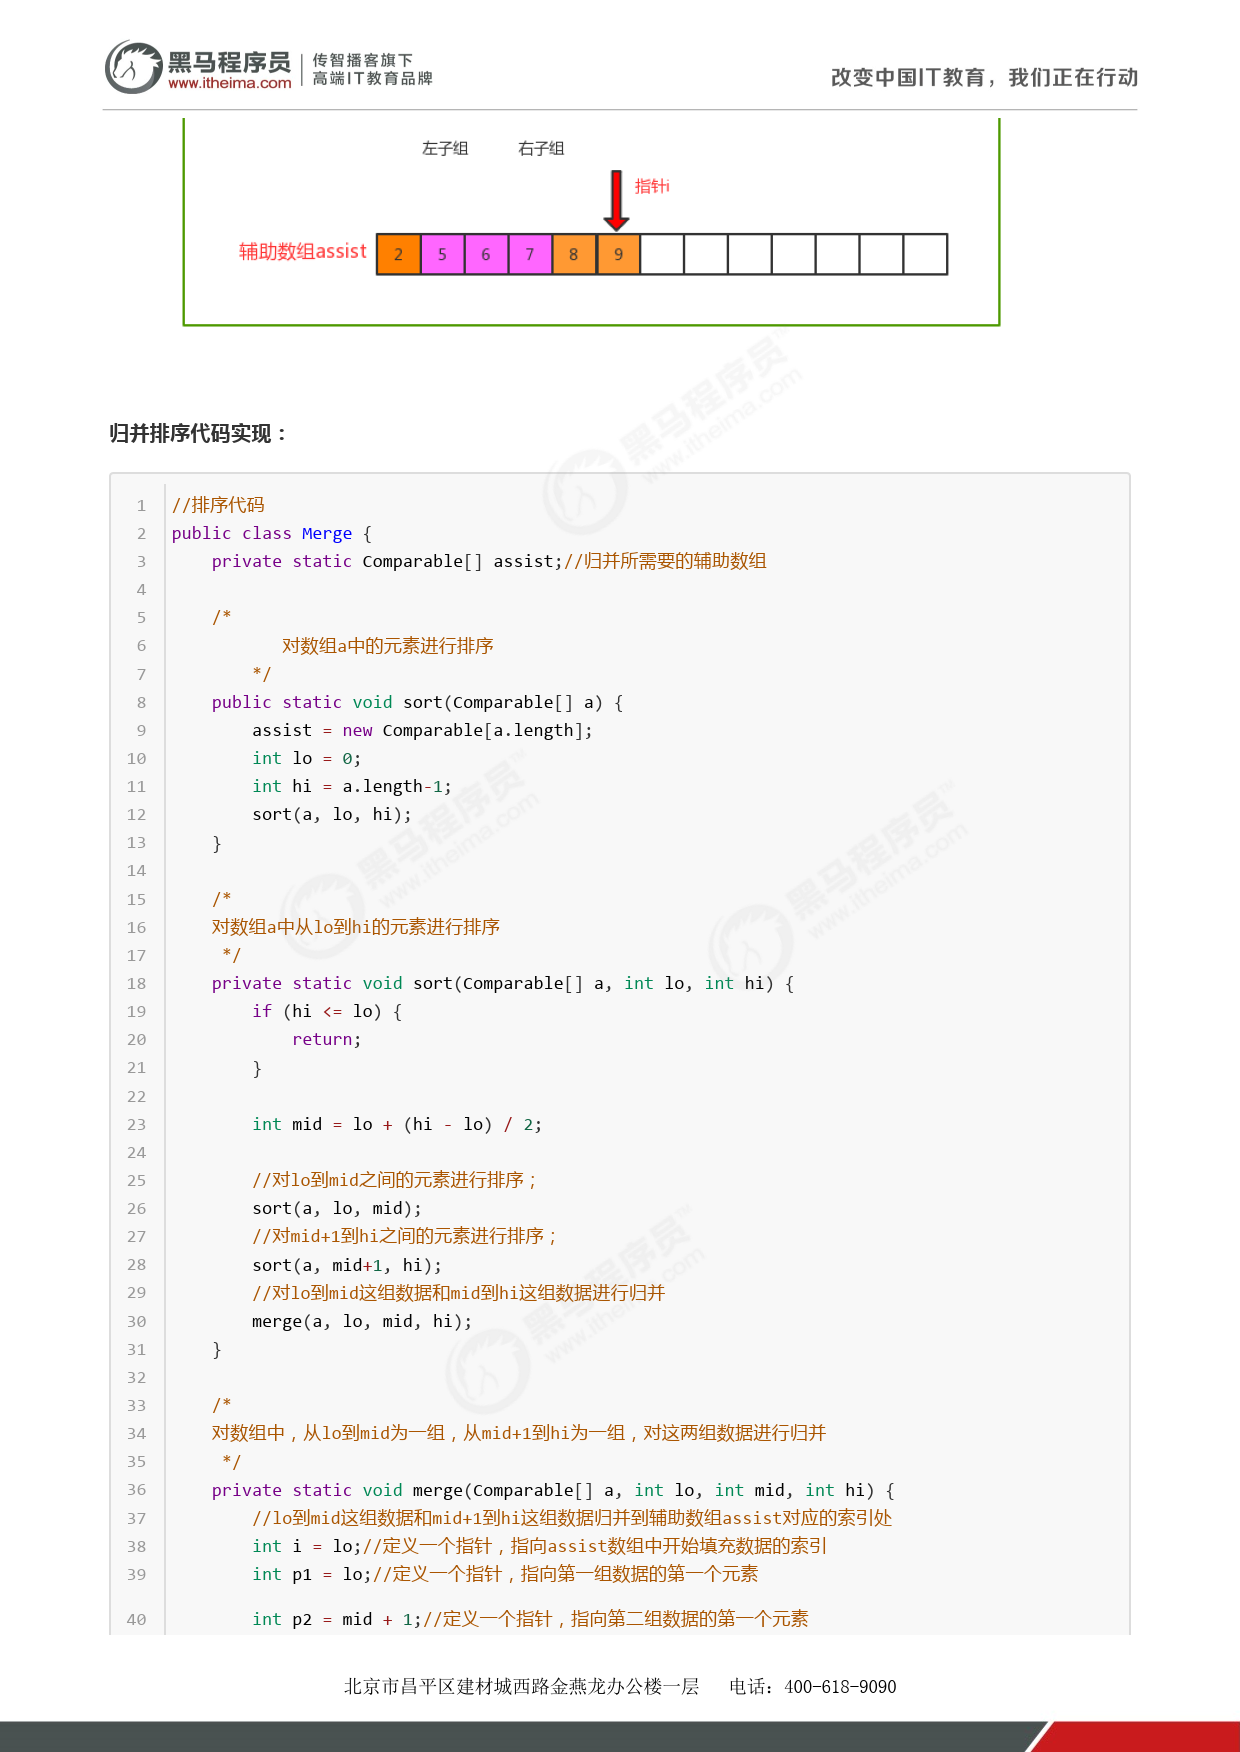 黑马程序员 传智播客旗下
www.itheima.com 高端IT教育品牌
改变中国IT教育，我们正在行动
左子组 右子组
指针i
辅助数组assist 2 5 6 7 8 9
归并排序代码实现：
1 //排序代码
2 public class Merge {
3     private static Comparable[] assist;//归并所需要的辅助数组
4
5     /*
6            对数组a中的元素进行排序
7         */
8     public static void sort(Comparable[] a) {
9         assist = new Comparable[a.length];
10         int lo = 0;
11         int hi = a.length-1;
12         sort(a, lo, hi);
13     }
14
15     /*
16     对数组a中从lo到hi的元素进行排序
17      */
18     private static void sort(Comparable[] a, int lo, int hi) {
19         if (hi <= lo) {
20             return;
21         }
22
23         int mid = lo + (hi - lo) / 2;
24
25         //对lo到mid之间的元素进行排序；
26         sort(a, lo, mid);
27         //对mid+1到hi之间的元素进行排序；
28         sort(a, mid+1, hi);
29         //对lo到mid这组数据和mid到hi这组数据进行归并
30         merge(a, lo, mid, hi);
31     }
32
33     /*
34     对数组中，从lo到mid为一组，从mid+1到hi为一组，对这两组数据进行归并
35      */
36     private static void merge(Comparable[] a, int lo, int mid, int hi) {
37         //lo到mid这组数据和mid+1到hi这组数据归并到辅助数组assist对应的索引处
38         int i = lo;//定义一个指针，指向assist数组中开始填充数据的索引
39         int p1 = lo;//定义一个指针，指向第一组数据的第一个元素
40         int p2 = mid + 1;//定义一个指针，指向第二组数据的第一个元素
北京市昌平区建材城西路金燕龙办公楼一层 电话：400-618-9090